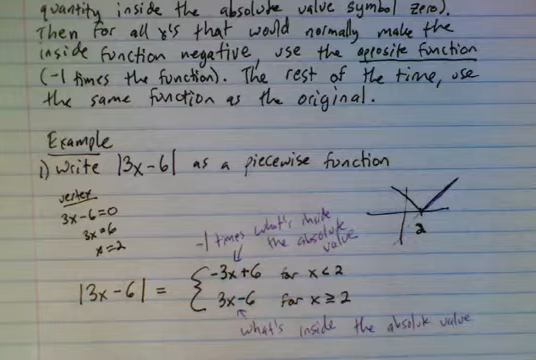 quantity inside the absolute value symbol zero).
Then for all x's that would normally make the
inside function negative, use the opposite function
(-1 times the function). The rest of the time, use
the same function as the original.
Example
1) Write |3x-6| as a piecewise function
vertex
3x-6=0
3x=6
x=2
2
-1 times what's inside
the absolute
value
|3x-6| = { -3x+6 for x<2
3x-6 for x≥2
what's inside the absolute value